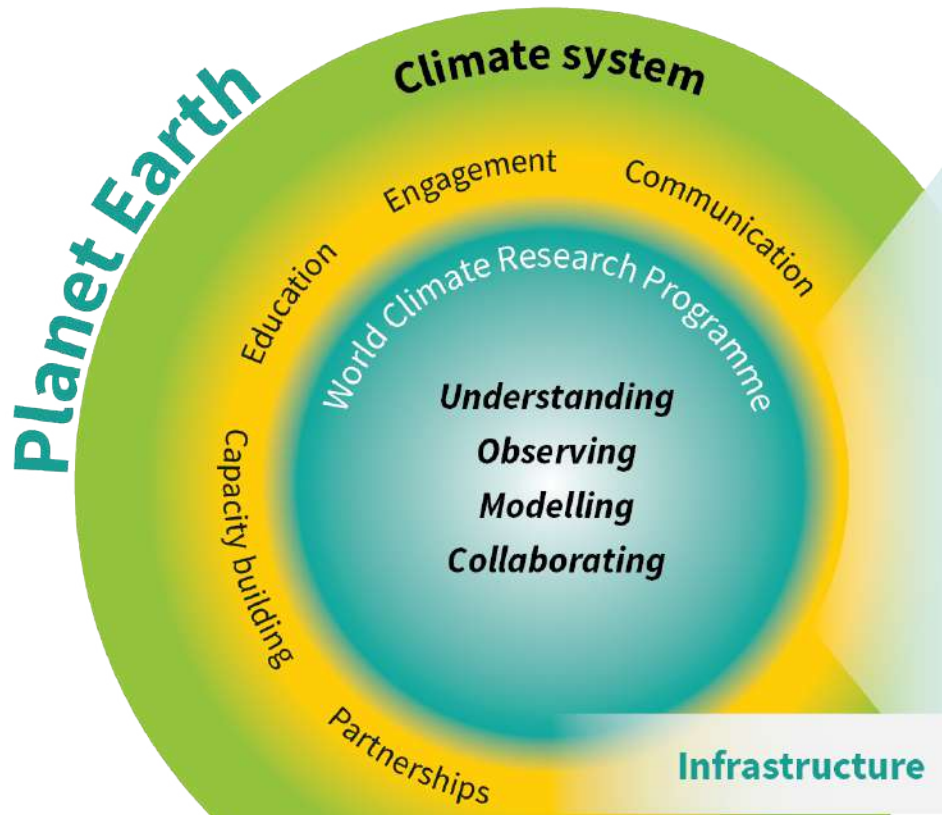 Planet Earth
Climate system
Engagement
Communication
Education
Capacity building
Partnerships
World Climate Research Programme
Understanding
Observing
Modelling
Collaborating
Infrastructure